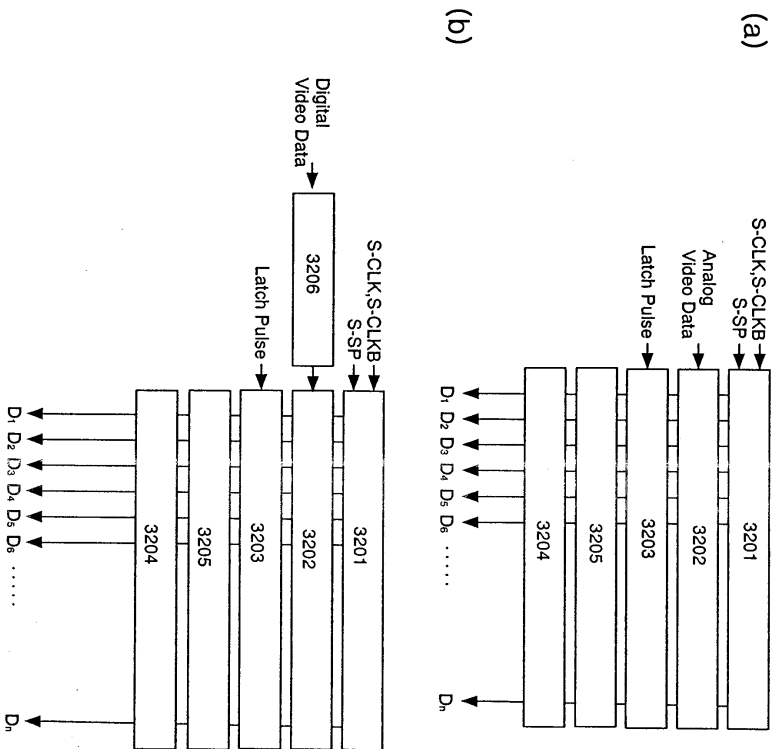 (a)
S-CLK,S-CLKB
S-SP
Analog
Video Data
Latch Pulse
3201
3202
3203
3205
3204
D1 D2 D3 D4 D5 D6 ..... Dn
(b)
S-CLK,S-CLKB
S-SP
Digital
Video Data
3206
Latch Pulse
3201
3202
3203
3205
3204
D1 D2 D3 D4 D5 D6 ..... Dn